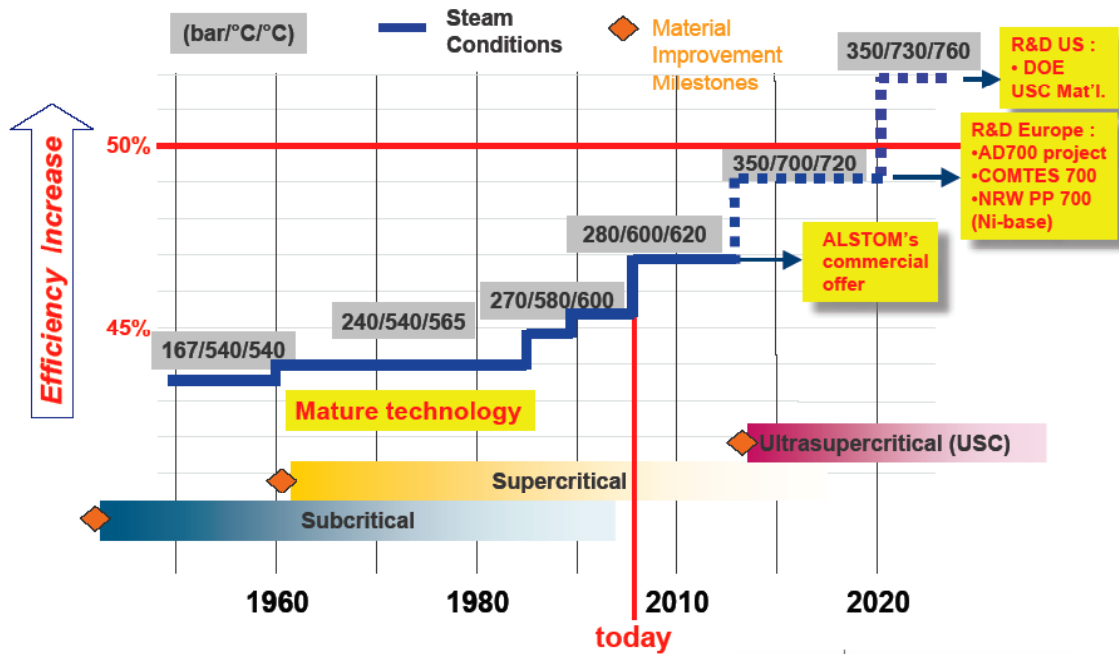 (bar/°C/°C)
Steam
Conditions
Material
Improvement
Milestones
350/730/760
R&D US :
• DOE
USC Mat'l.
50%
R&D Europe :
•AD700 project
•COMTES 700
•NRW PP 700
(Ni-base)
350/700/720
280/600/620
ALSTOM's
commercial
offer
270/580/600
240/540/565
45%
167/540/540
Efficiency Increase
Mature technology
Ultrasupercritical (USC)
Supercritical
Subcritical
1960
1980
2010
2020
today